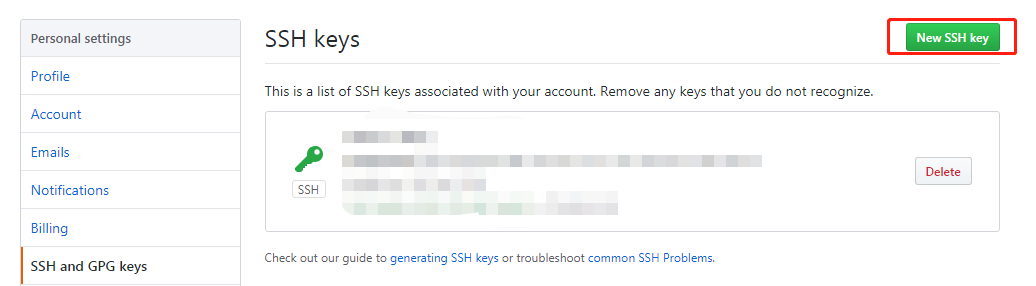 Personal settings
Profile
Account
Emails
Notifications
Billing
SSH and GPG keys
SSH keys
New SSH key
This is a list of SSH keys associated with your account. Remove any keys that you do not recognize.
SSH
Delete
Check out our guide to generating SSH keys or troubleshoot common SSH Problems.